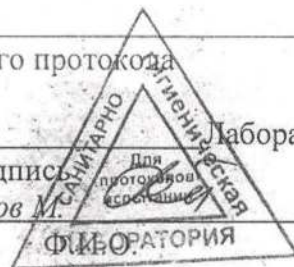 го протокола
Лабора
дпись
ов М.
Ф.И.О.
САНИТАРНО
ГИГИЕНИЧЕСКАЯ
ЛАБОРАТОРИЯ
Для
протоколов
испытаний